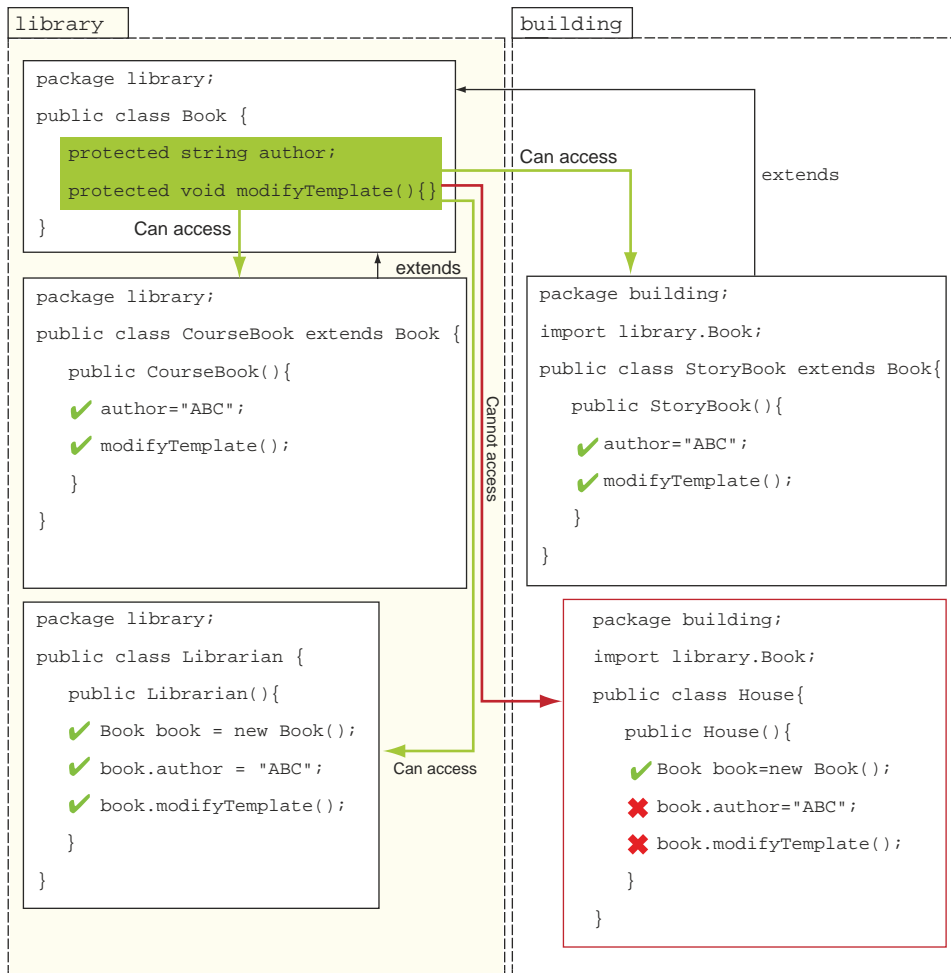 library
package library;
public class Book {
protected string author;
protected void modifyTemplate(){}
}
Can access
extends
package library;
public class CourseBook extends Book {
public CourseBook(){
✔ author="ABC";
✔ modifyTemplate();
}
}
package library;
public class Librarian {
public Librarian(){
✔ Book book = new Book();
✔ book.author = "ABC";
✔ book.modifyTemplate();
}
}
Can access
Cannot access
building
Can access
extends
package building;
import library.Book;
public class StoryBook extends Book{
public StoryBook(){
✔ author="ABC";
✔ modifyTemplate();
}
}
package building;
import library.Book;
public class House{
public House(){
✔ Book book=new Book();
✖ book.author="ABC";
✖ book.modifyTemplate();
}
}